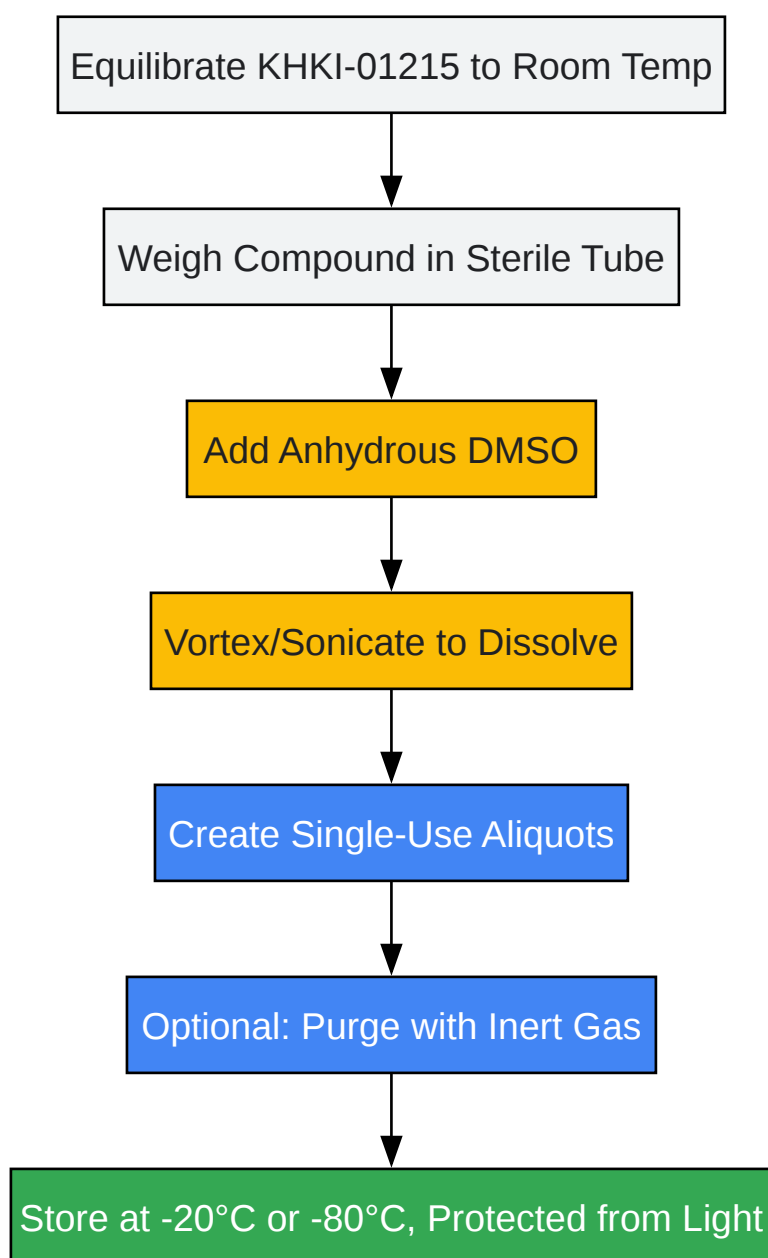 Equilibrate KHKI-01215 to Room Temp
Weigh Compound in Sterile Tube
Add Anhydrous DMSO
Vortex/Sonicate to Dissolve
Create Single-Use Aliquots
Optional: Purge with Inert Gas
Store at -20°C or -80°C, Protected from Light